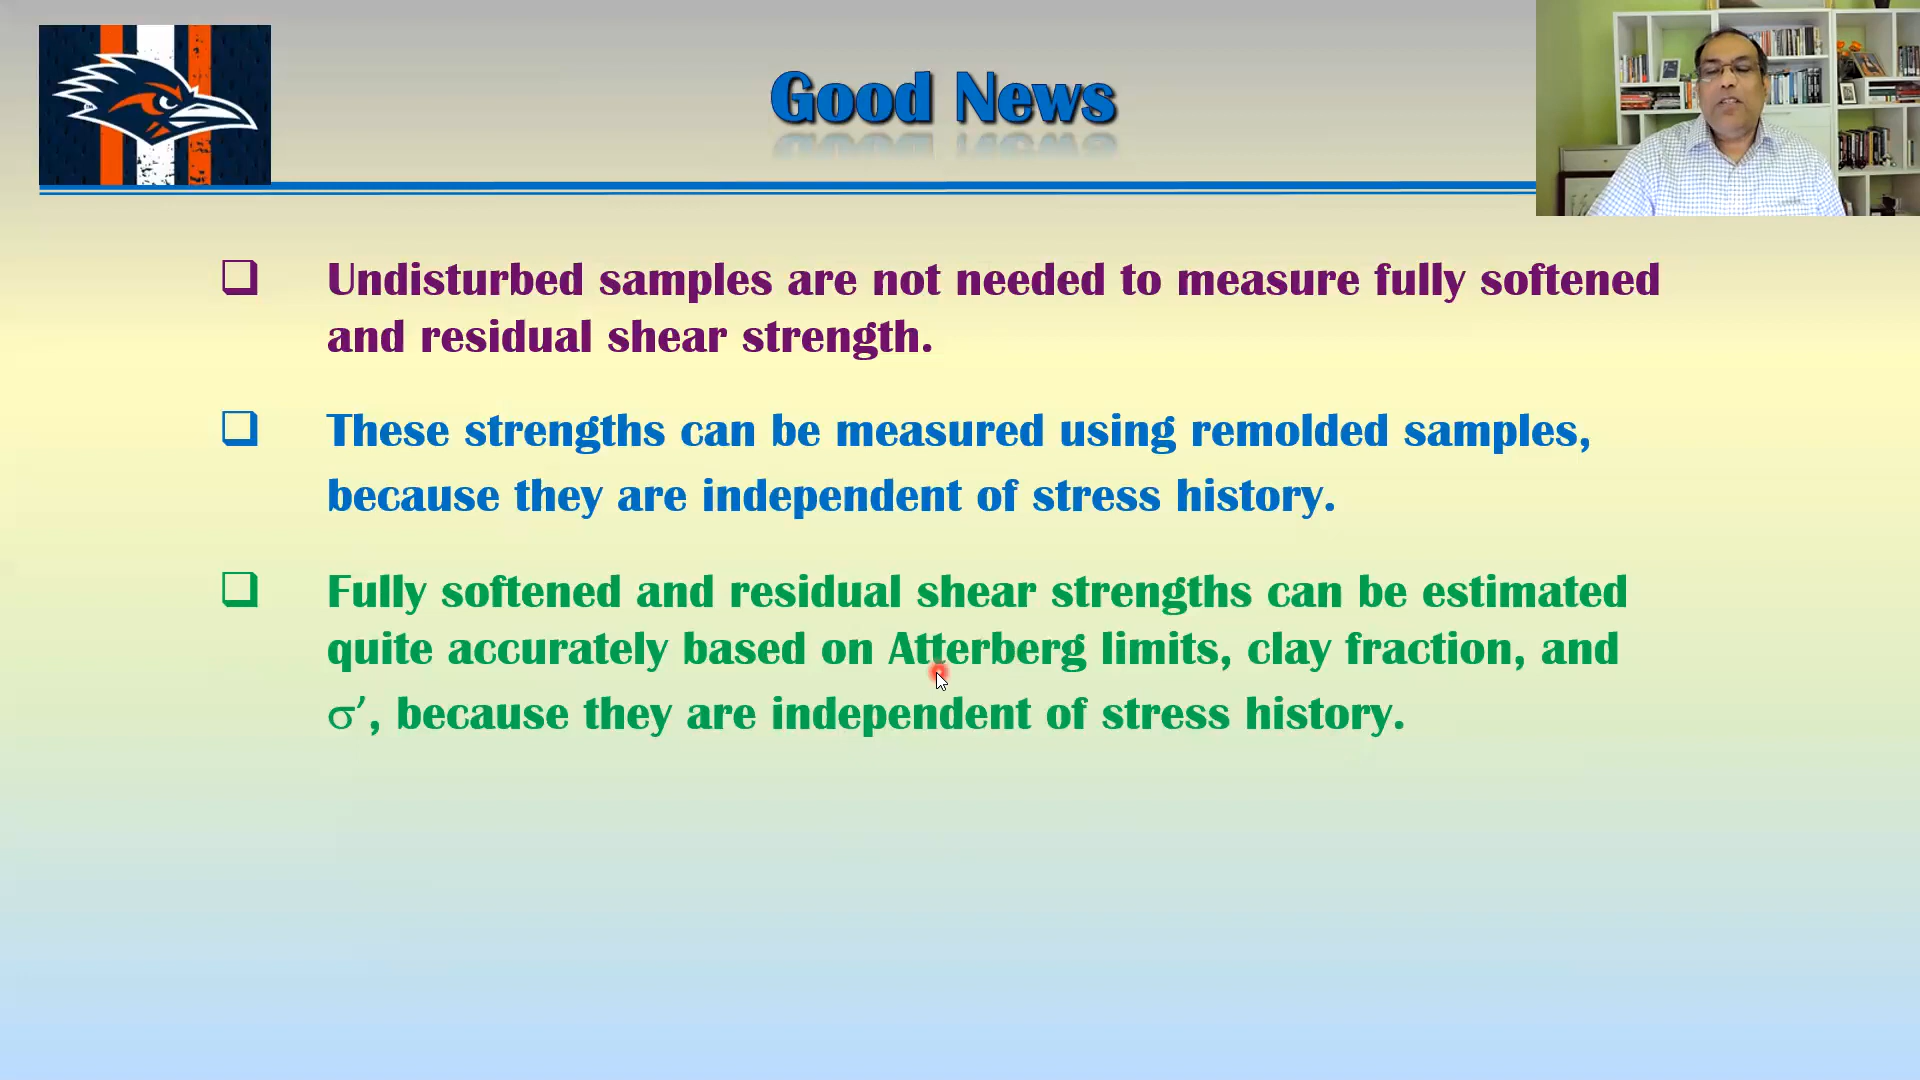 Good News
❑ Undisturbed samples are not needed to measure fully softened
and residual shear strength.
❑ These strengths can be measured using remolded samples,
because they are independent of stress history.
❑ Fully softened and residual shear strengths can be estimated
quite accurately based on Atterberg limits, clay fraction, and
σ′, because they are independent of stress history.